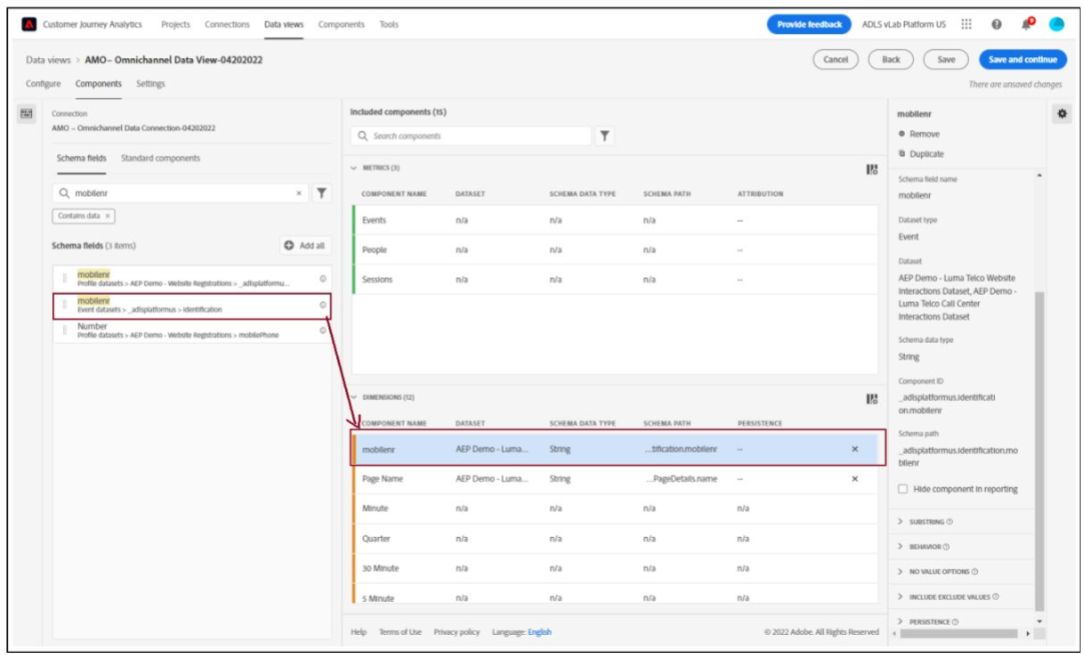 Customer Journey Analytics Projects Connections Data views Components Tools Provide feedback ADLS vLab Platform US
Data views > AMO– Omnichannel Data View-04202022 Cancel Back Save Save and continue
Configure Components Settings There are unsaved changes
Connection
AMO – Omnichannel Data Connection-04202022
Schema fields Standard components
mobilenr ×
Contains data ×
Schema fields (3 items) Add all
mobilenr
Profile datasets > AEP Demo - Website Registrations > _adlsplatformu...
mobilenr
Event datasets > _adlsplatformus > identification
Number
Profile datasets > AEP Demo - Website Registrations > mobilePhone
Included components (15)
Search components
METRICS (3)
COMPONENT NAME DATASET SCHEMA DATA TYPE SCHEMA PATH ATTRIBUTION
Events n/a n/a n/a --
People n/a n/a n/a --
Sessions n/a n/a n/a --
DIMENSIONS (12)
COMPONENT NAME DATASET SCHEMA DATA TYPE SCHEMA PATH PERSISTENCE
mobilenr AEP Demo - Luma... String ...tification.mobilenr -- ×
Page Name AEP Demo - Luma... String ...PageDetails.name -- ×
Minute n/a n/a n/a n/a
Quarter n/a n/a n/a n/a
30 Minute n/a n/a n/a n/a
5 Minute n/a n/a n/a n/a
Help Terms of Use Privacy policy Language: English © 2022 Adobe. All Rights Reserved
mobilenr
Remove
Duplicate
Schema field name
mobilenr
Dataset type
Event
Dataset
AEP Demo - Luma Telco Website
Interactions Dataset, AEP Demo -
Luma Telco Call Center
Interactions Dataset
Schema data type
String
Component ID
_adlsplatformus.identificati
on.mobilenr
Schema path
_adlsplatformus.identification.mo
bilenr
Hide component in reporting
> SUBSTRING
> BEHAVIOR
> NO VALUE OPTIONS
> INCLUDE EXCLUDE VALUES
> PERSISTENCE